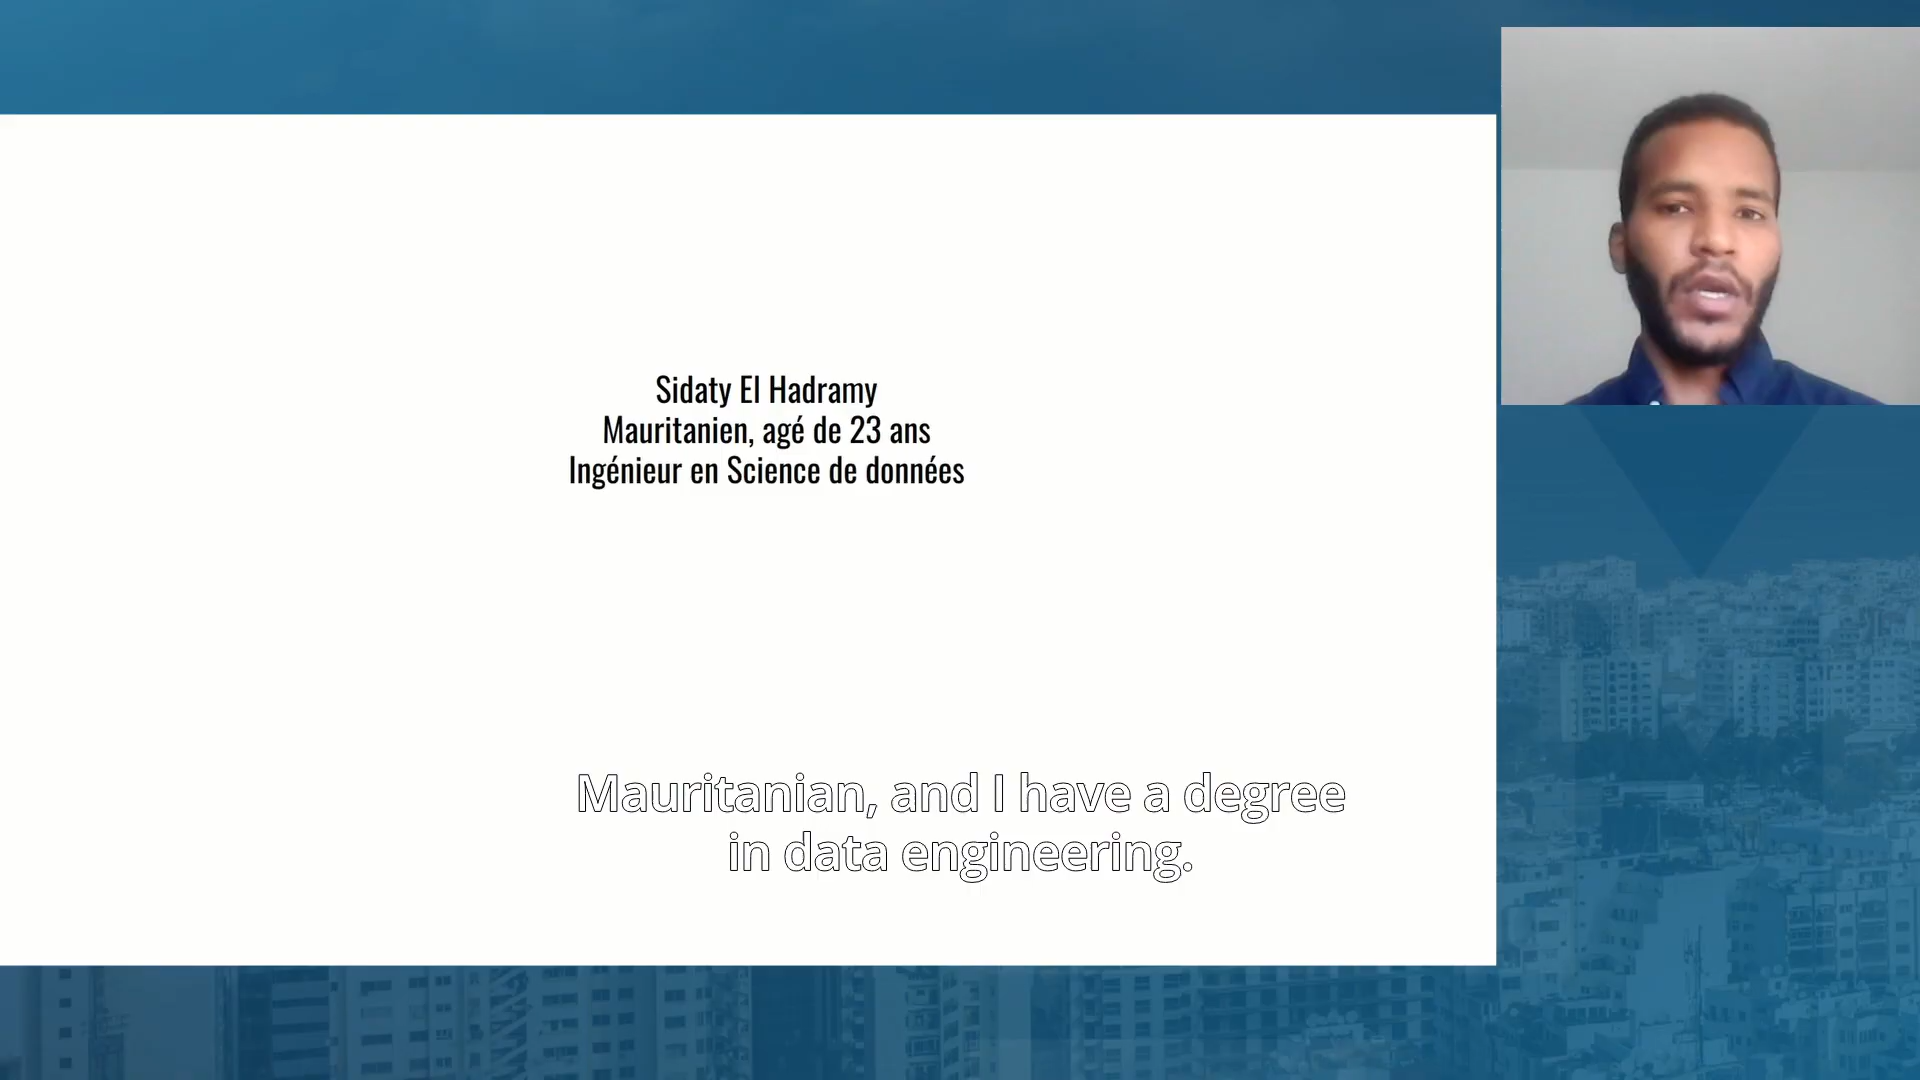 Sidaty El Hadramy
Mauritanien, agé de 23 ans
Ingénieur en Science de données
Mauritanian, and I have a degree
in data engineering.